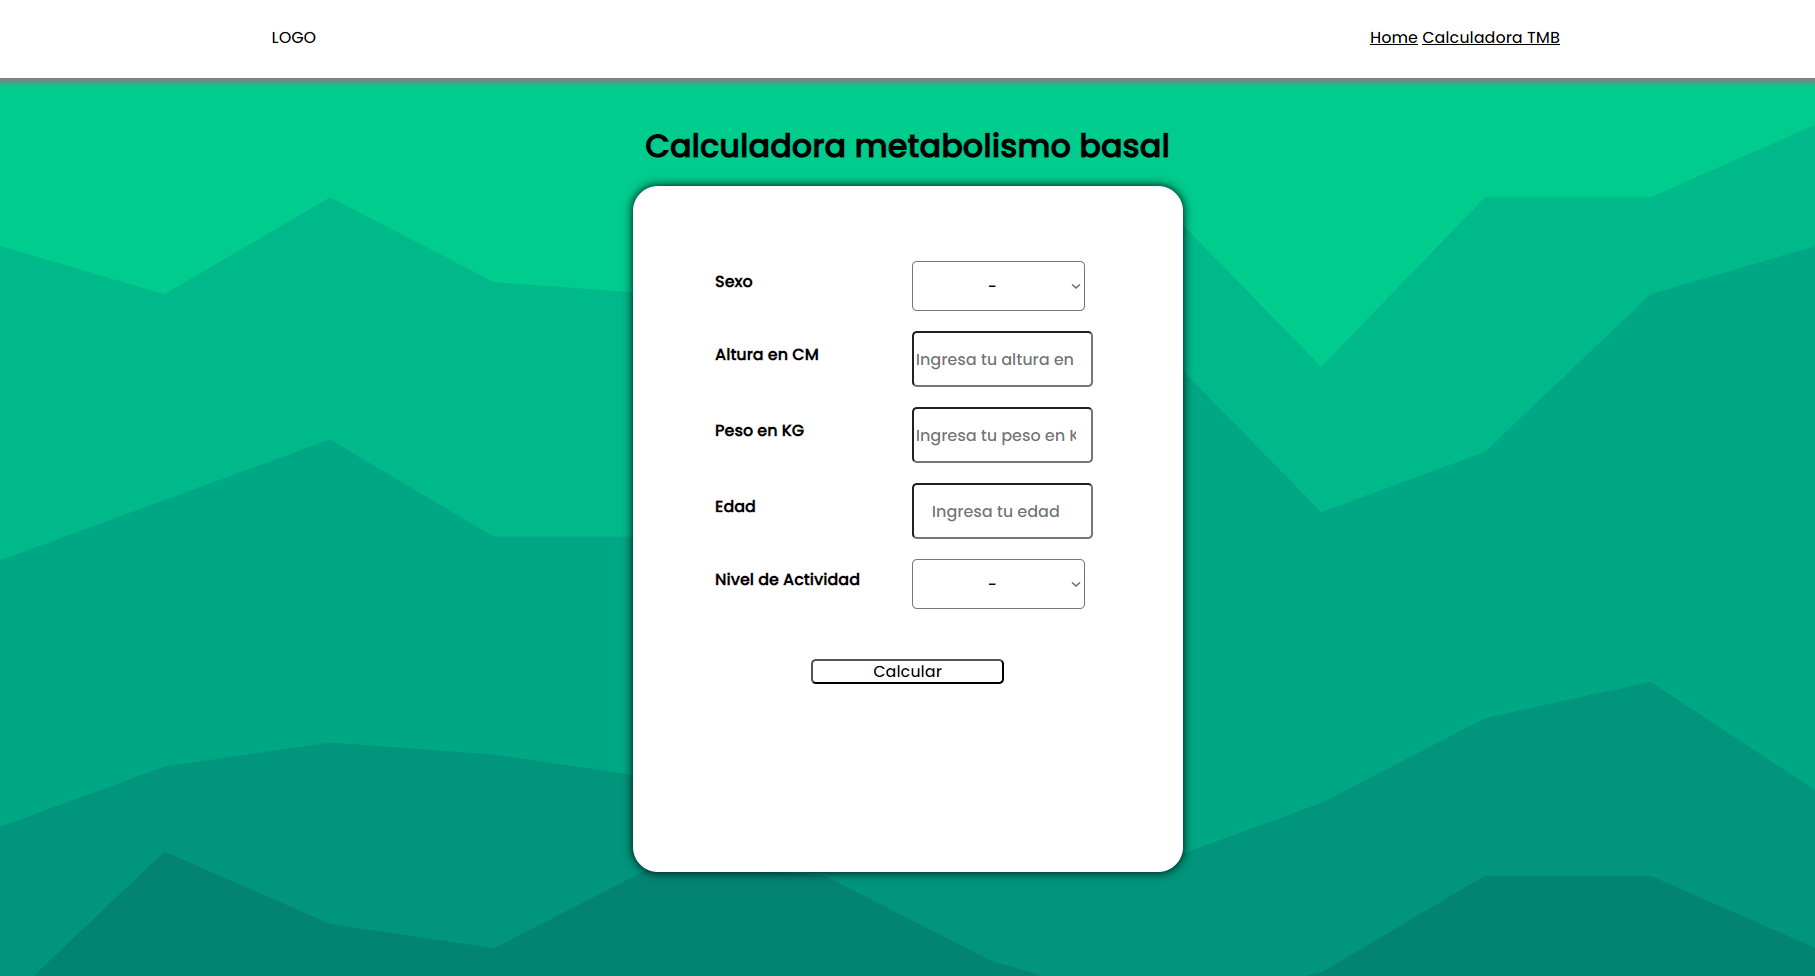 LOGO
Home Calculadora TMB
Calculadora metabolismo basal
Sexo
-
Altura en CM
Ingresa tu altura en
Peso en KG
Ingresa tu peso en K
Edad
Ingresa tu edad
Nivel de Actividad
-
Calcular